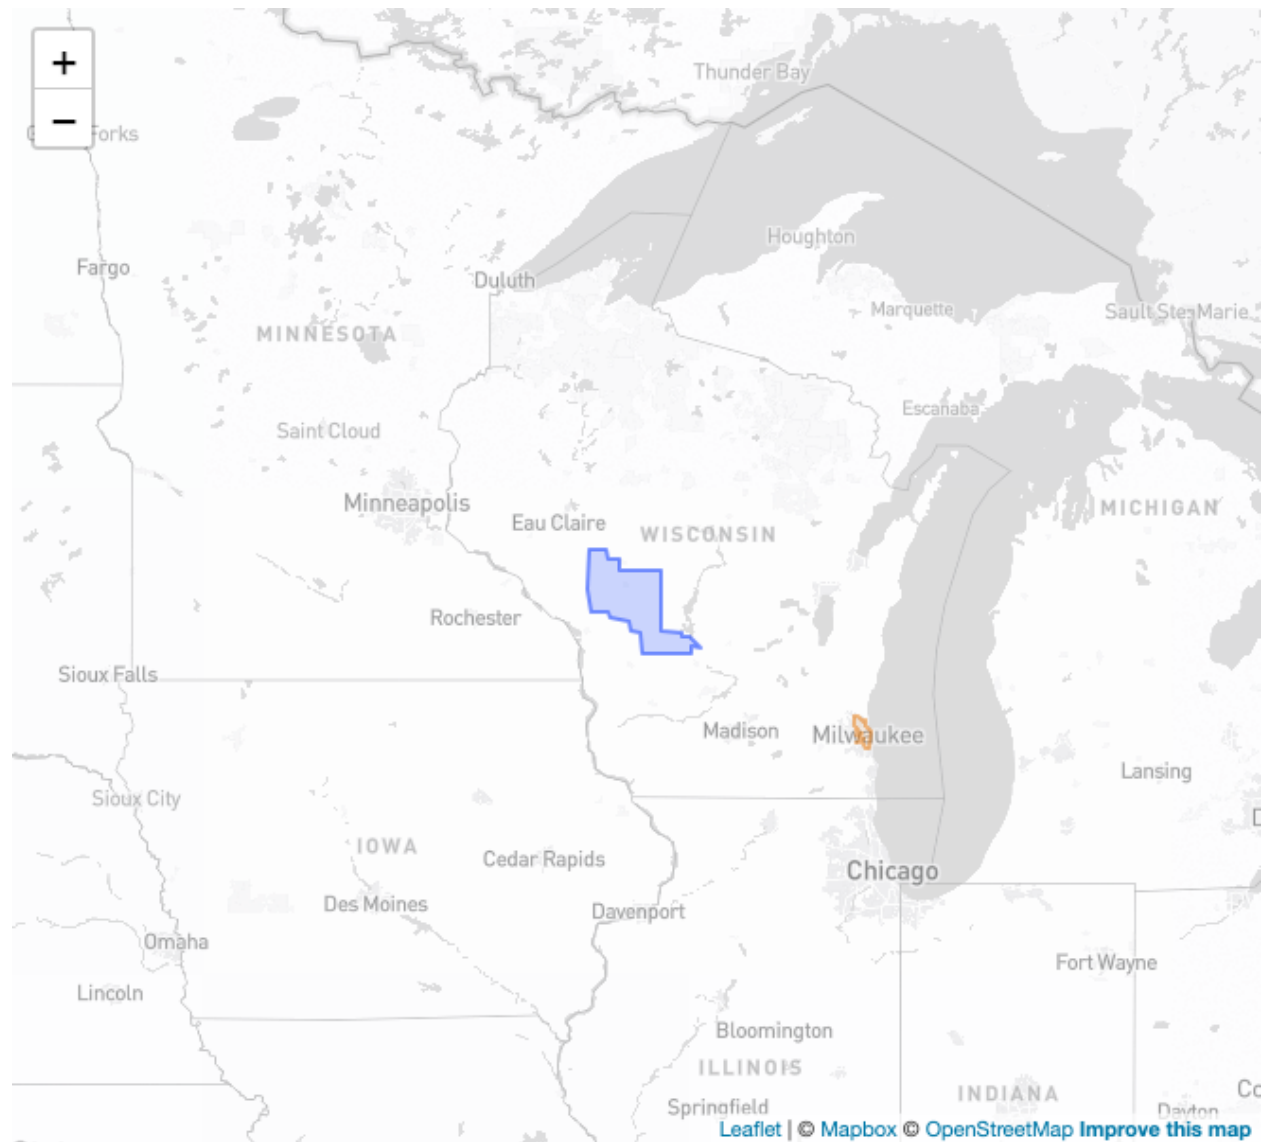 +
Thunder Bay
−
Forks
Houghton
Fargo
Duluth
Marquette
Sault Ste. Marie
MINNESOTA
Escanaba
Saint Cloud
Minneapolis
MICHIGAN
Eau Claire
WISCONSIN
Rochester
Sioux Falls
Madison
Milwaukee
Lansing
Sioux City
IOWA
Cedar Rapids
Chicago
Des Moines
Davenport
Omaha
Fort Wayne
Lincoln
Bloomington
ILLINOIS
INDIANA
Co
Springfield
Dayton
Leaflet | © Mapbox © OpenStreetMap Improve this map